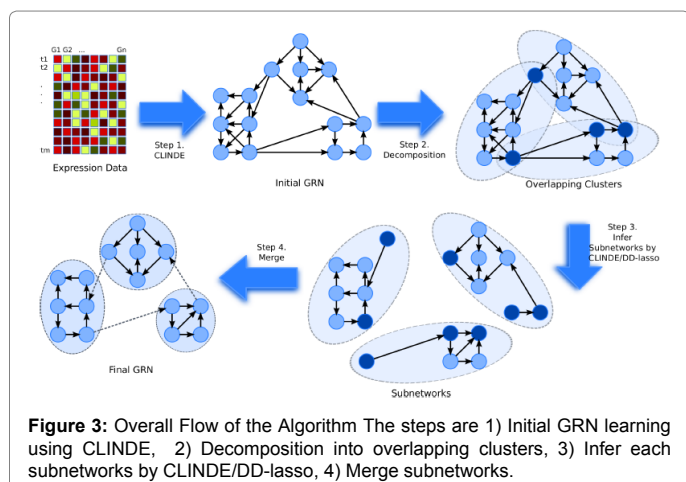 G1 G2 ... Gn
t1
t2
.
.
.
tm
Expression Data
Step 1.
CLINDE
Initial GRN
Step 2.
Decomposition
Overlapping Clusters
Step 3.
Infer
Subnetworks by
CLINDE/DD-lasso
Subnetworks
Step 4.
Merge
Final GRN
Figure 3: Overall Flow of the Algorithm The steps are 1) Initial GRN learning
using CLINDE, 2) Decomposition into overlapping clusters, 3) Infer each
subnetworks by CLINDE/DD-lasso, 4) Merge subnetworks.